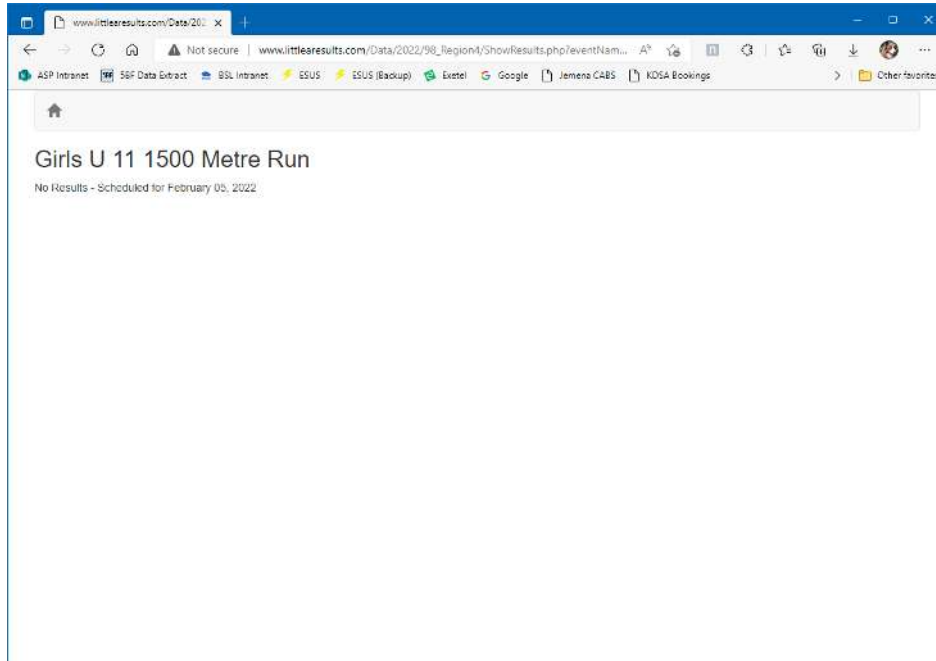 www.littlearesults.com/Data/202
Not secure | www.littlearesults.com/Data/2022/98_Region4/ShowResults.php?eventNam...
ASP Intranet SBF Data Extract BSL Intranet ESUS ESUS (Backup) Exetel Google Jemena CABS KDSA Bookings Other favorites
Girls U 11 1500 Metre Run
No Results - Scheduled for February 05, 2022